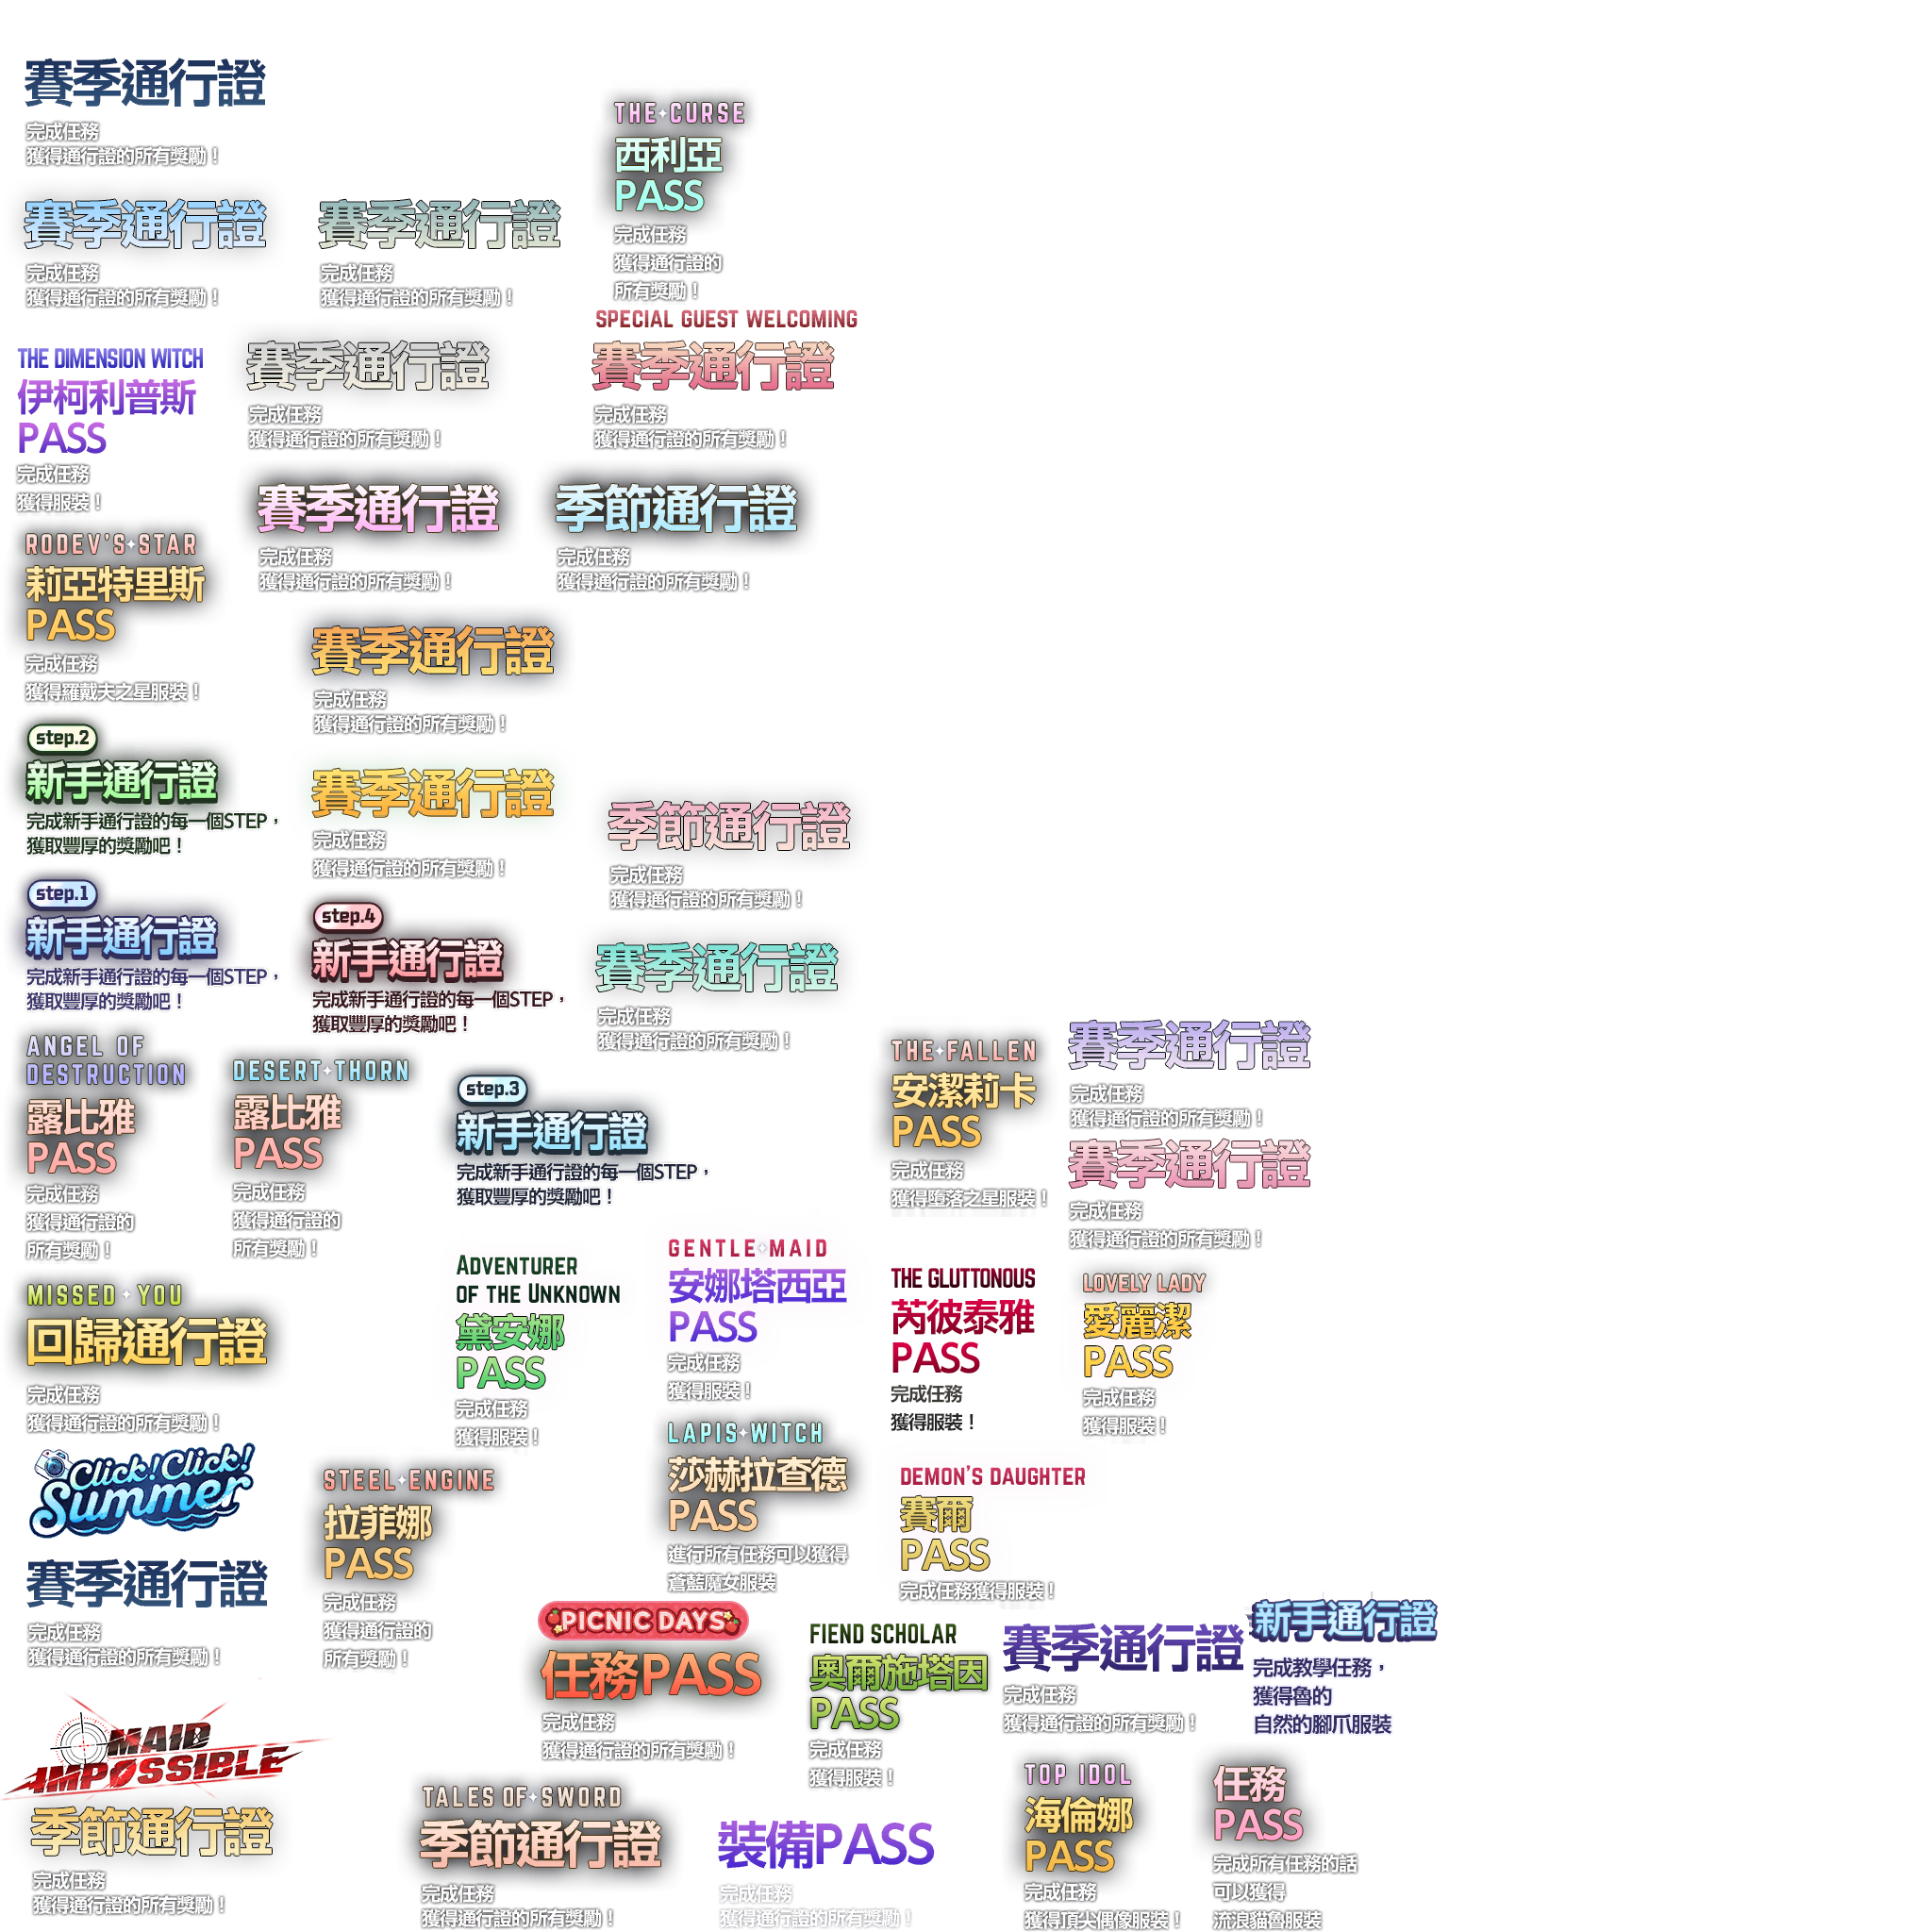 賽季通行證
完成任務
獲得通行證的所有獎勵！
THE CURSE
西利亞
PASS
完成任務
獲得通行證的
所有獎勵！
賽季通行證
完成任務
獲得通行證的所有獎勵！
賽季通行證
完成任務
獲得通行證的所有獎勵！
THE DIMENSION WITCH
伊柯利普斯
PASS
完成任務
獲得服裝！
賽季通行證
完成任務
獲得通行證的所有獎勵！
SPECIAL GUEST WELCOMING
賽季通行證
完成任務
獲得通行證的所有獎勵！
賽季通行證
完成任務
獲得通行證的所有獎勵！
季節通行證
完成任務
獲得通行證的所有獎勵！
RODEV'S STAR
莉亞特里斯
PASS
完成任務
獲得羅戴夫之星服裝！
賽季通行證
完成任務
獲得通行證的所有獎勵！
step.2
新手通行證
完成新手通行證的每一個STEP，
獲取豐厚的獎勵吧！
賽季通行證
完成任務
獲得通行證的所有獎勵！
季節通行證
完成任務
獲得通行證的所有獎勵！
step.1
新手通行證
完成新手通行證的每一個STEP，
獲取豐厚的獎勵吧！
step.4
新手通行證
完成新手通行證的每一個STEP，
獲取豐厚的獎勵吧！
賽季通行證
完成任務
獲得通行證的所有獎勵！
ANGEL OF
DESTRUCTION
露比雅
PASS
完成任務
獲得通行證的
所有獎勵！
DESERT THORN
露比雅
PASS
完成任務
獲得通行證的
所有獎勵！
step.3
新手通行證
完成新手通行證的每一個STEP，
獲取豐厚的獎勵吧！
THE FALLEN
安潔莉卡
PASS
完成任務
獲得墮落之星服裝！
賽季通行證
完成任務
獲得通行證的所有獎勵！
賽季通行證
完成任務
獲得通行證的所有獎勵！
MISSED YOU
回歸通行證
完成任務
獲得通行證的所有獎勵！
ADVENTURER
OF THE UNKNOWN
黛安娜
PASS
完成任務
獲得服裝！
GENTLE MAID
安娜塔西亞
PASS
完成任務
獲得服裝！
THE GLUTTONOUS
芮彼泰雅
PASS
完成任務
獲得服裝！
LOVELY LADY
愛麗潔
PASS
完成任務
獲得服裝！
Click! Click!
Summer
賽季通行證
完成任務
獲得通行證的所有獎勵！
STEEL ENGINE
拉菲娜
PASS
完成任務
獲得通行證的
所有獎勵！
LAPIS WITCH
莎赫拉查德
PASS
進行所有任務可以獲得
蒼藍魔女服裝
DEMON'S DAUGHTER
賽爾
PASS
完成任務獲得服裝！
PICNIC DAYS
任務PASS
完成任務
獲得通行證的所有獎勵！
FIEND SCHOLAR
奧爾施塔因
PASS
完成任務
獲得服裝！
賽季通行證
完成任務
獲得通行證的所有獎勵！
新手通行證
完成教學任務，
獲得魯的
自然的腳爪服裝
MAID
IMPOSSIBLE
季節通行證
完成任務
獲得通行證的所有獎勵！
TALES OF SWORD
季節通行證
完成任務
獲得通行證的所有獎勵！
裝備PASS
完成任務
獲得通行證的所有獎勵！
TOP IDOL
海倫娜
PASS
完成任務
獲得頂尖偶像服裝！
任務
PASS
完成所有任務的話
可以獲得
流浪貓魯服裝